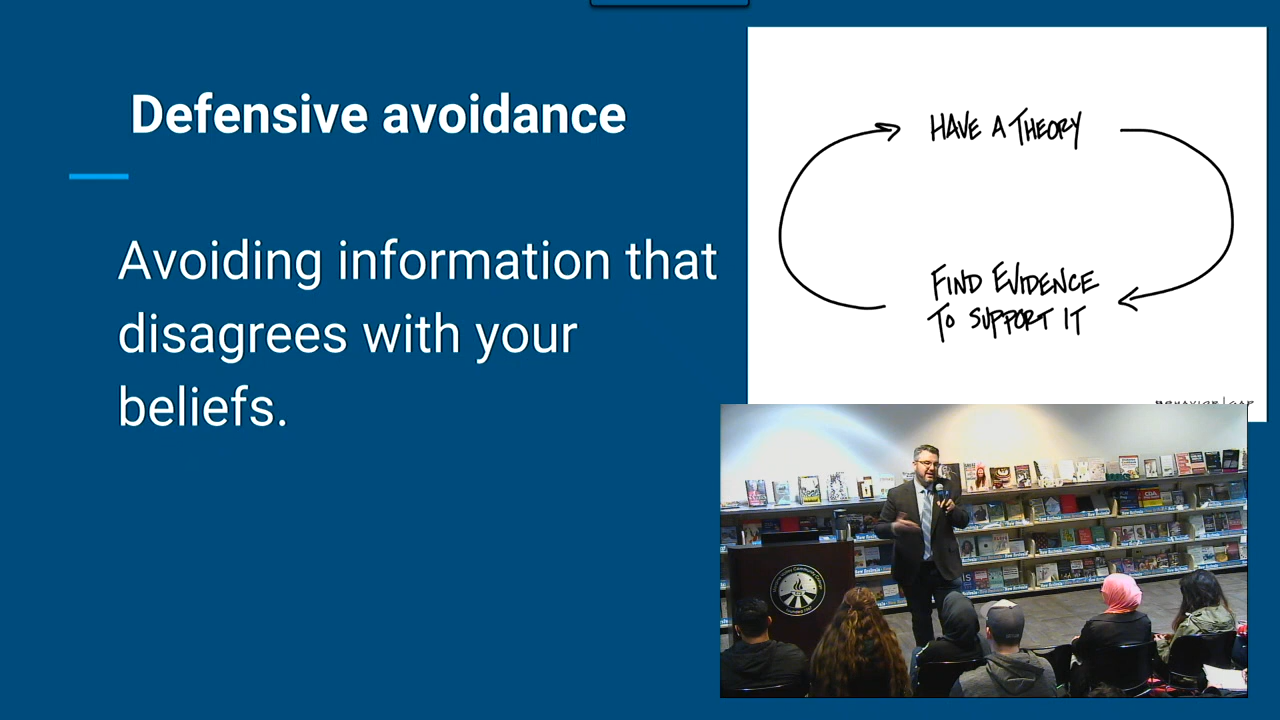 Defensive avoidance
Avoiding information that
disagrees with your
beliefs.
HAVE A THEORY
FIND EVIDENCE
TO SUPPORT IT